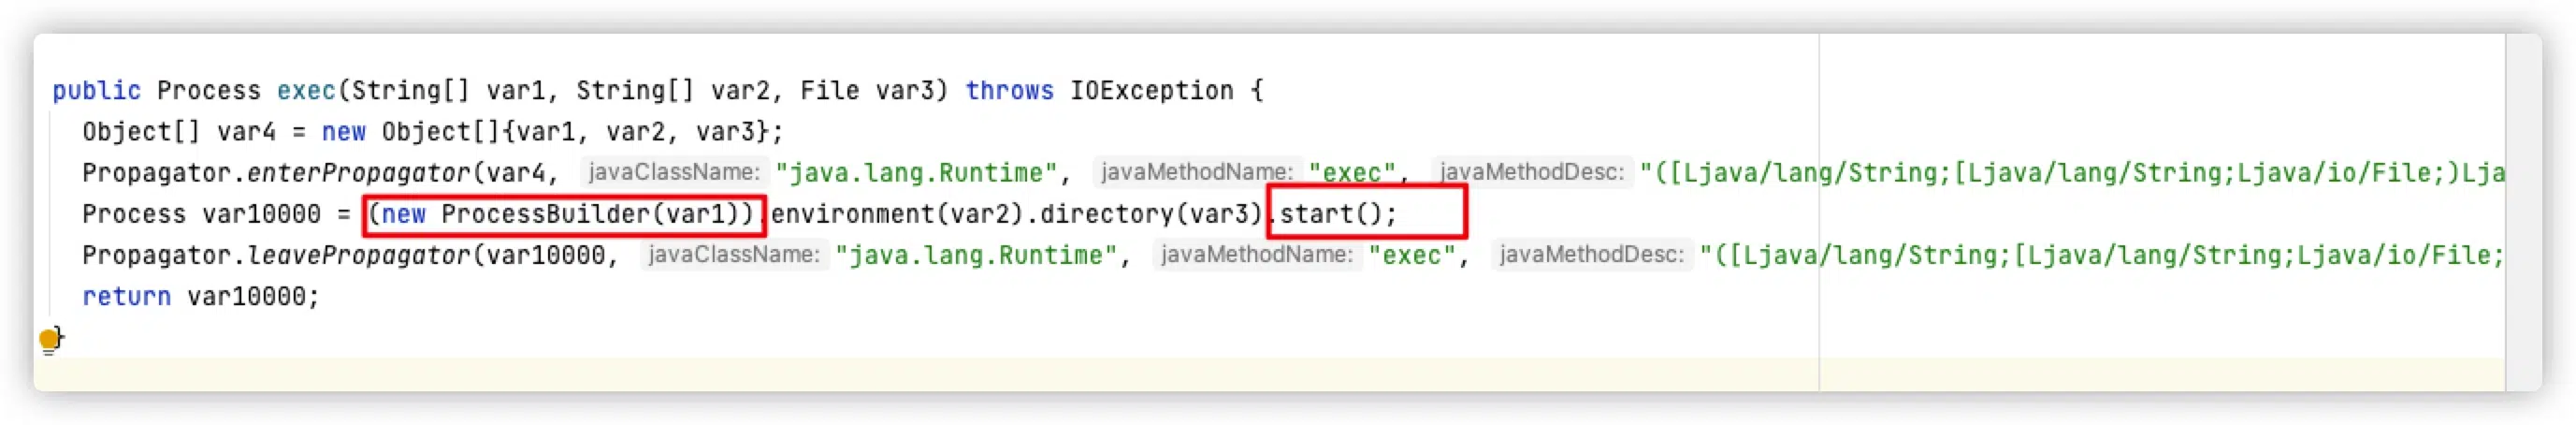 public Process exec(String[] var1, String[] var2, File var3) throws IOException {
Object[] var4 = new Object[]{var1, var2, var3};
Propagator.enterPropagator(var4, javaClassName: "java.lang.Runtime", javaMethodName: "exec", javaMethodDesc: "([Ljava/lang/String;[Ljava/lang/String;Ljava/io/File;)Lja
Process var10000 = (new ProcessBuilder(var1)).environment(var2).directory(var3).start();
Propagator.leavePropagator(var10000, javaClassName: "java.lang.Runtime", javaMethodName: "exec", javaMethodDesc: "([Ljava/lang/String;[Ljava/lang/String;Ljava/io/File;
return var10000;
}